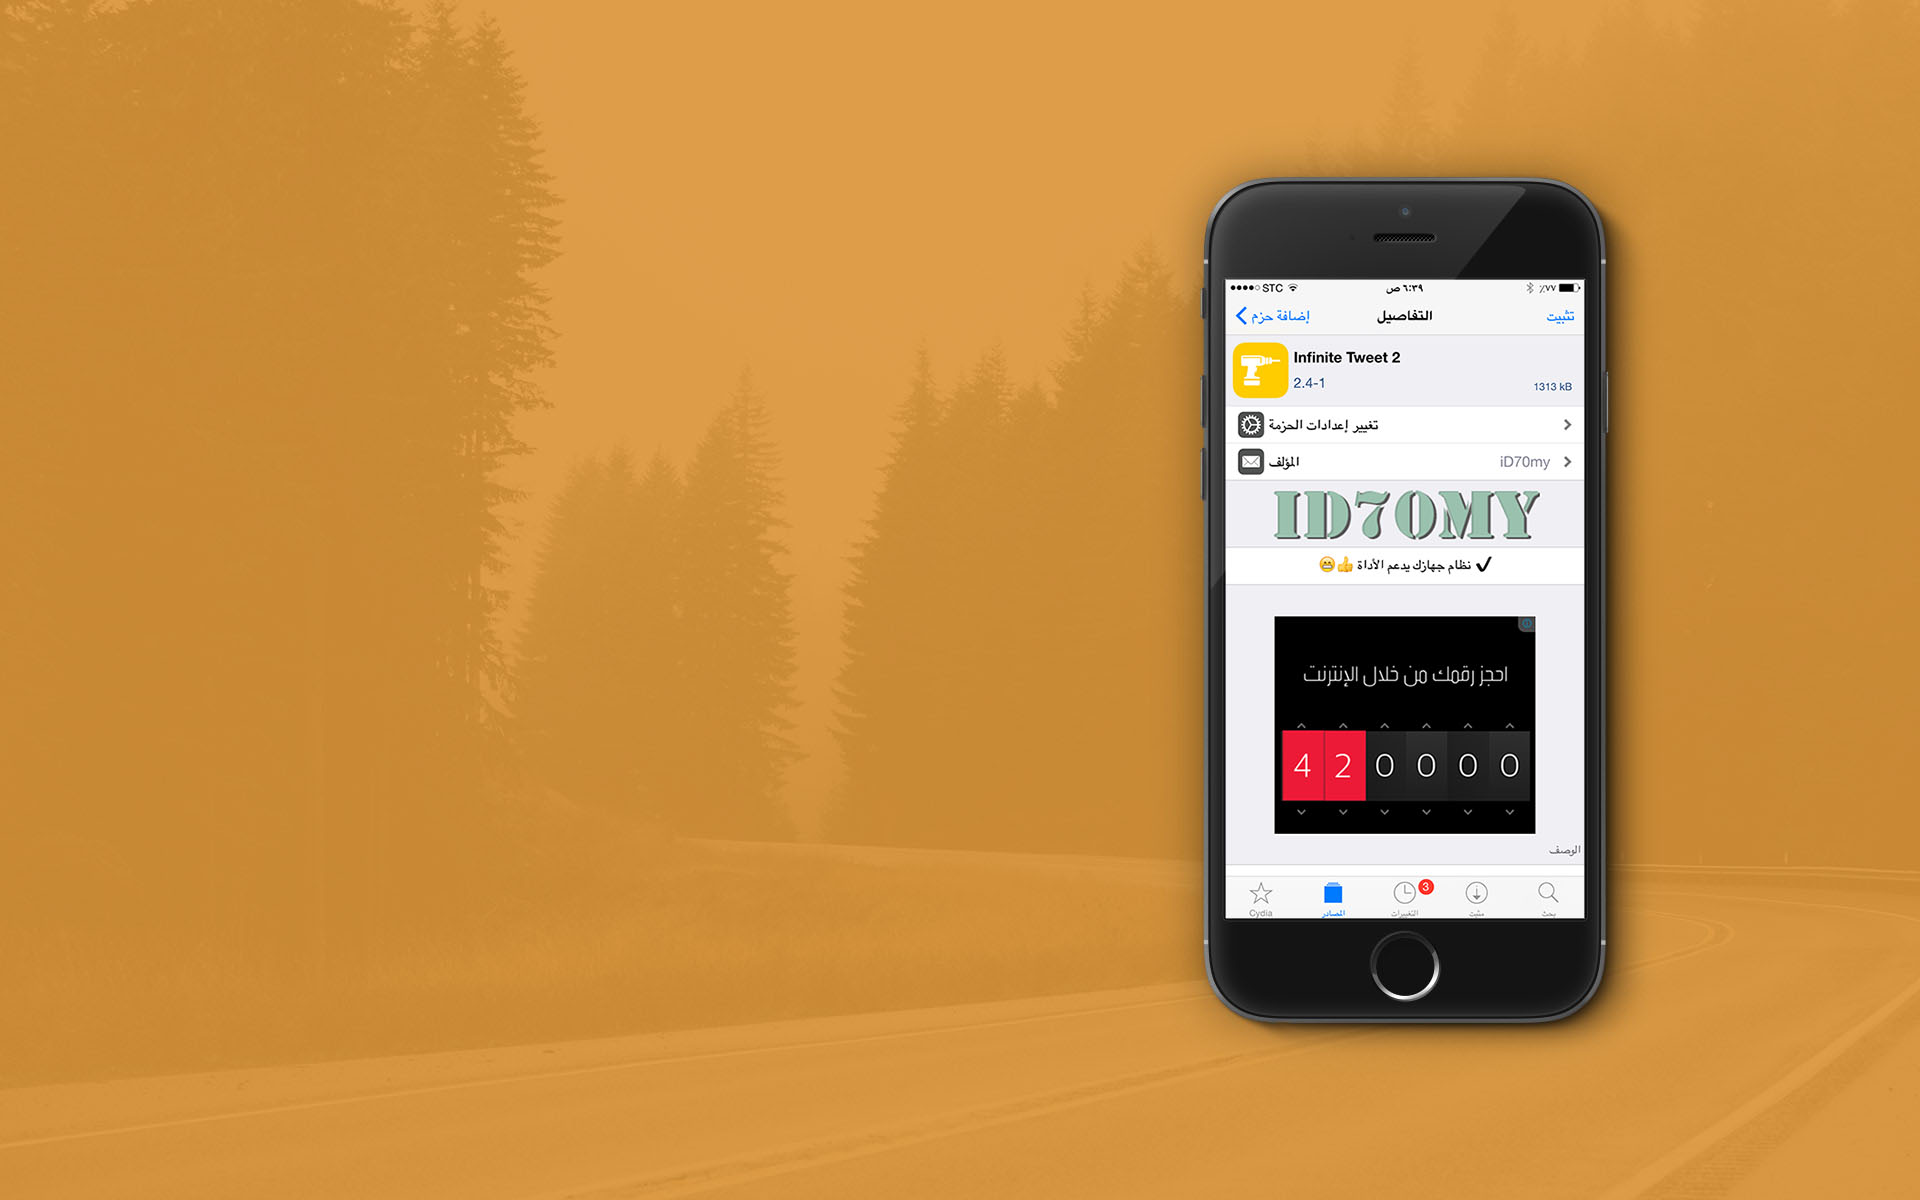 STC ٦:٣٩ ص ٪٧٧
إضافة حزم التفاصيل تثبيت
Infinite Tweet 2
2.4-1 1313 kB
تغيير إعدادات الحزمة
المؤلف iD70my
ID70MY
✔ نظام جهازك يدعم الأداة 👍😁
احجز رقمك من خلال الإنترنت
4 2 0 0 0 0
الوصف
3
Cydia المصادر التغييرات مثبت بحث